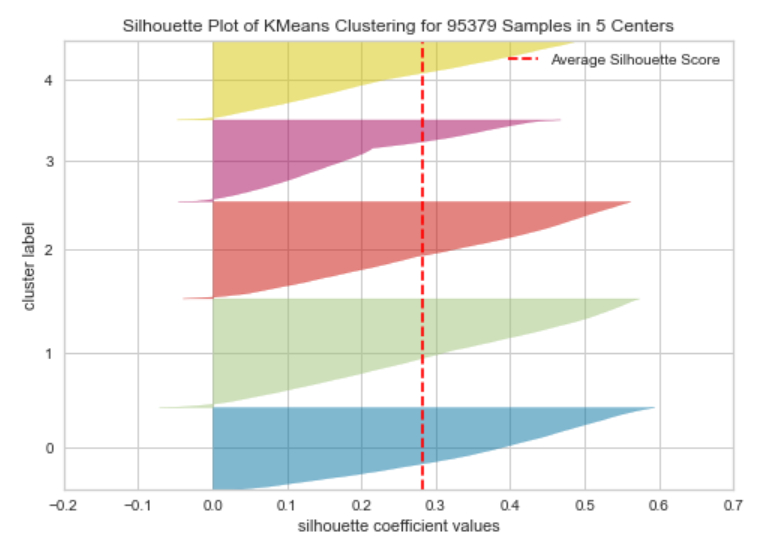 Silhouette Plot of KMeans Clustering for 95379 Samples in 5 Centers
Average Silhouette Score
4
3
2
1
0
cluster label
−0.2 −0.1 0.0 0.1 0.2 0.3 0.4 0.5 0.6 0.7
silhouette coefficient values